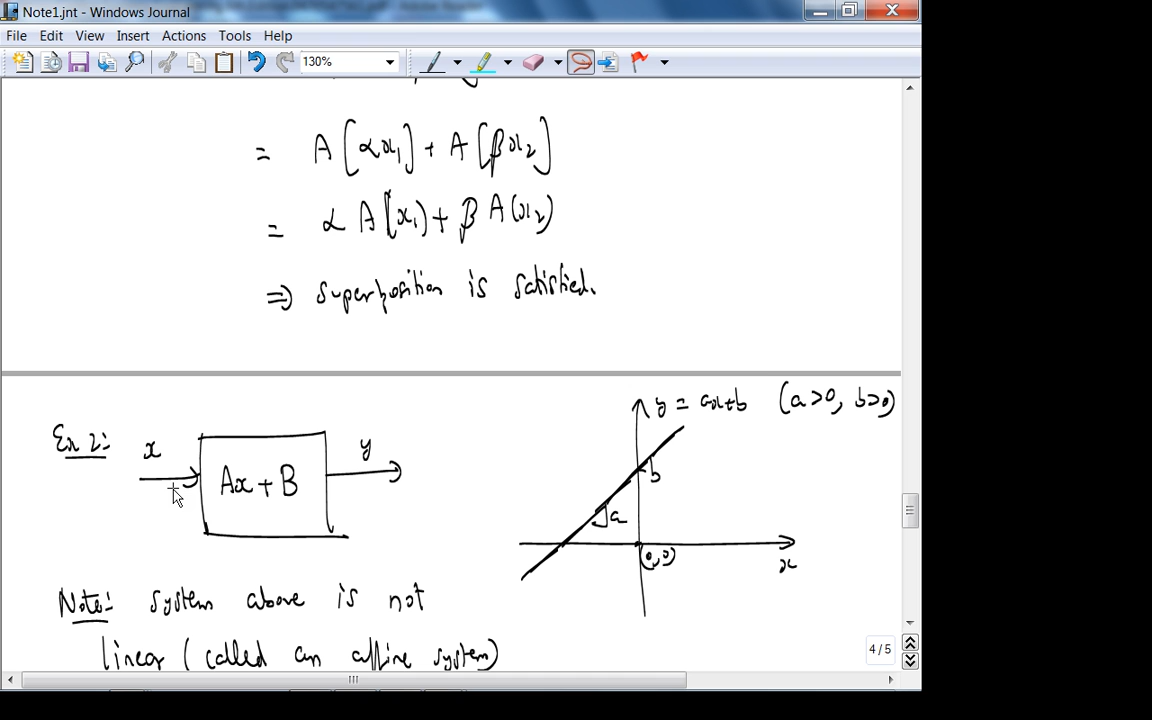 Note1.jnt - Windows Journal
File Edit View Insert Actions Tools Help
130%
= A[αx₁] + A[βx₂]
= α A[x₁] + β A(x₂)
⇒ superposition is satisfied.
y = ax+b (a>0, b>0)
Ex 2:
x
Ax + B
y
b
a
(0,0)
x
Note: system above is not
linear (called an affine system)
4 / 5